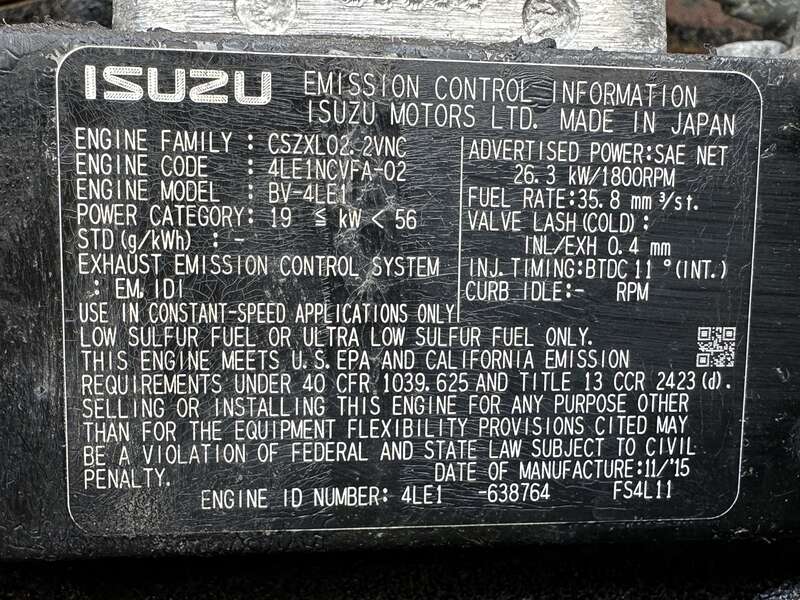 ISUZU EMISSION CONTROL INFORMATION
ISUZU MOTORS LTD. MADE IN JAPAN
ENGINE FAMILY : CSZXL02.2VNC
ENGINE CODE : 4LE1NCVFA-02
ENGINE MODEL : BV-4LE1
POWER CATEGORY: 19 ≦ kW < 56
STD(g/kWh) : -
EXHAUST EMISSION CONTROL SYSTEM
: EM, IDI
USE IN CONSTANT-SPEED APPLICATIONS ONLY
ADVERTISED POWER:SAE NET
26.3 kW/1800RPM
FUEL RATE:35.8 mm³/st.
VALVE LASH(COLD):
INL/EXH 0.4 mm
INJ.TIMING:BTDC 11 °(INT.)
CURB IDLE:- RPM
LOW SULFUR FUEL OR ULTRA LOW SULFUR FUEL ONLY.
THIS ENGINE MEETS U.S.EPA AND CALIFORNIA EMISSION
REQUIREMENTS UNDER 40 CFR 1039.625 AND TITLE 13 CCR 2423(d).
SELLING OR INSTALLING THIS ENGINE FOR ANY PURPOSE OTHER
THAN FOR THE EQUIPMENT FLEXIBILITY PROVISIONS CITED MAY
BE A VIOLATION OF FEDERAL AND STATE LAW SUBJECT TO CIVIL
PENALTY. DATE OF MANUFACTURE:11/'15
ENGINE ID NUMBER: 4LE1 -638764 FS4L11